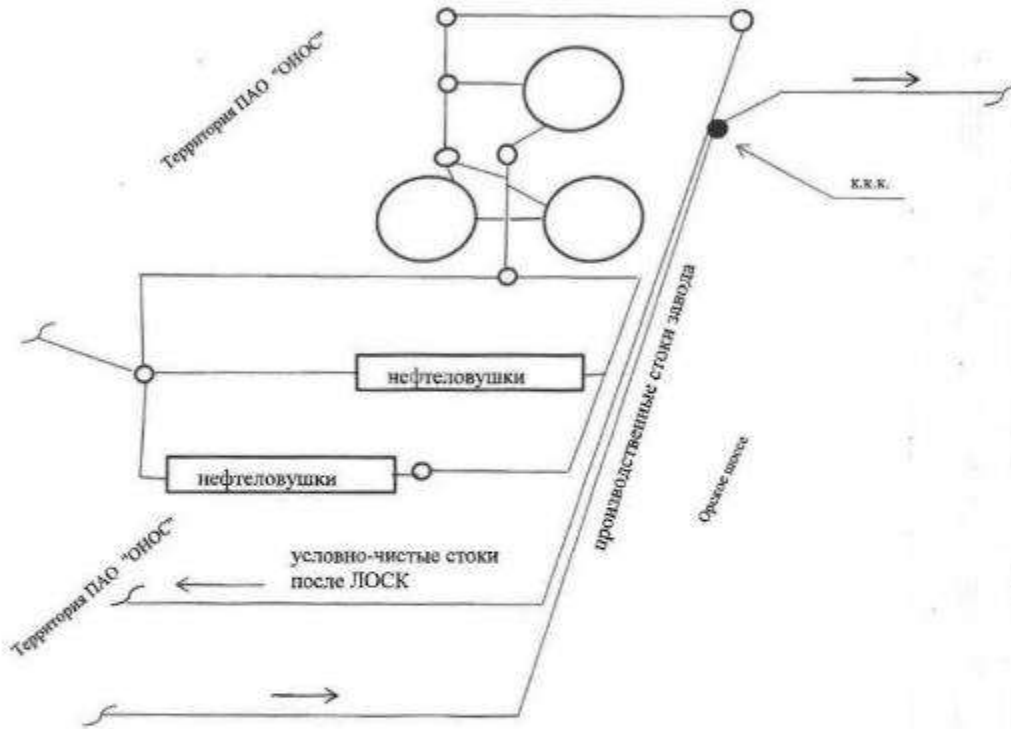 Территория ПАО "ОНОС"
к.к.к.
нефтеловушки
производственные стоки завода
нефтеловушки
Орское шоссе
условно-чистые стоки
после ЛОСК
Территория ПАО "ОНОС"